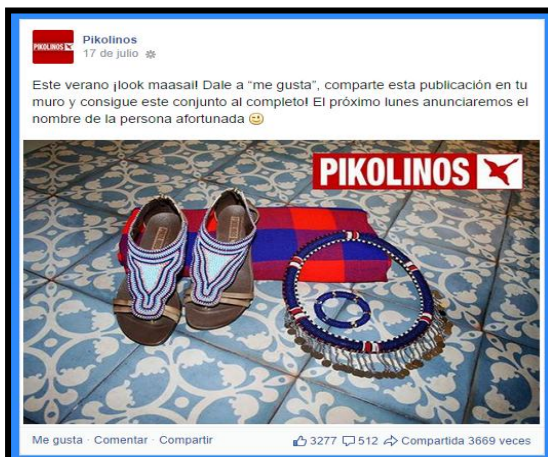 PIKOLINOS
Pikolinos
17 de julio
Este verano ¡look maasai! Dale a “me gusta”, comparte esta publicación en tu
muro y consigue este conjunto al completo! El próximo lunes anunciaremos el
nombre de la persona afortunada
PIKOLINOS
Me gusta · Comentar · Compartir 3277 512 Compartida 3669 veces